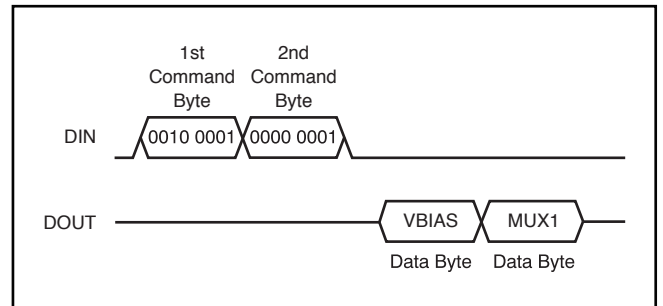 1st 2nd
Command Command
Byte Byte
DIN 0010 0001 0000 0001
DOUT VBIAS MUX1
Data Byte Data Byte